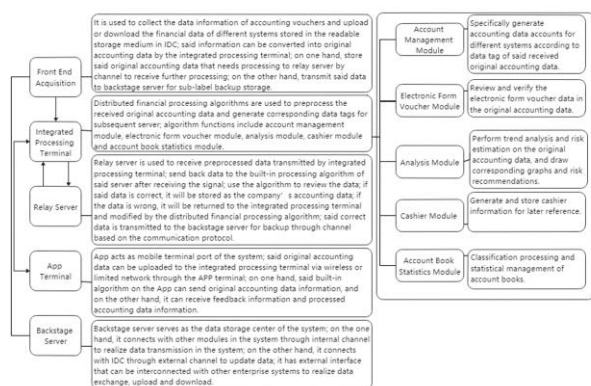 Front End
Acquisition
It is used to collect the data information of accounting vouchers and upload
or download the financial data of different systems stored in the readable
storage medium in IDC; said information can be converted into original
accounting data by the integrated processing terminal; on one hand, store
said original accounting data that needs processing to relay server by
channel to receive further processing; on the other hand, transmit said data
to backstage server for sub-label backup storage.
Integrated
Processing
Terminal
Distributed financial processing algorithms are used to preprocess the
received original accounting data and generate corresponding data tags for
subsequent server; algorithm functions include account management
module, electronic form voucher module, analysis module, cashier module
and account book statistics module.
Relay Server
Relay server is used to receive preprocessed data transmitted by integrated
processing terminal; send back data to the built-in processing algorithm of
said server after receiving the signal; use the algorithm to review the data; if
said data is correct, it will be stored as the company's accounting data; if
the data is wrong, it will be returned to the integrated processing terminal
and modified by the distributed financial processing algorithm; said correct
data is transmitted to the backstage server for backup through channel
based on the communication protocol.
App
Terminal
App acts as mobile terminal port of the system; said original accounting
data can be uploaded to the integrated processing terminal via wireless or
limited network through the APP terminal; on one hand, said built-in
algorithm on the App can send original accounting data information, and
on the other hand, it can receive feedback information and processed
accounting data information.
Backstage
Server
Backstage server serves as the data storage center of the system; on the one
hand, it connects with other modules in the system through internal channel
to realize data transmission in the system; on the other hand, it connects
with IDC through external channel to update data; it has external interface
that can be interconnected with other enterprise systems to realize data
exchange, upload and download.
Account
Management
Module
Specifically generate
accounting data accounts for
different systems according to
data tag of said received
original accounting data.
Electronic Form
Voucher Module
Review and verify the
electronic form voucher data in
the original accounting data.
Analysis Module
Perform trend analysis and risk
estimation on the original
accounting data, and draw
corresponding graphs and risk
recommendations.
Cashier Module
Generate and store cashier
information for later reference.
Account Book
Statistics Module
Classification processing and
statistical management of
account books.